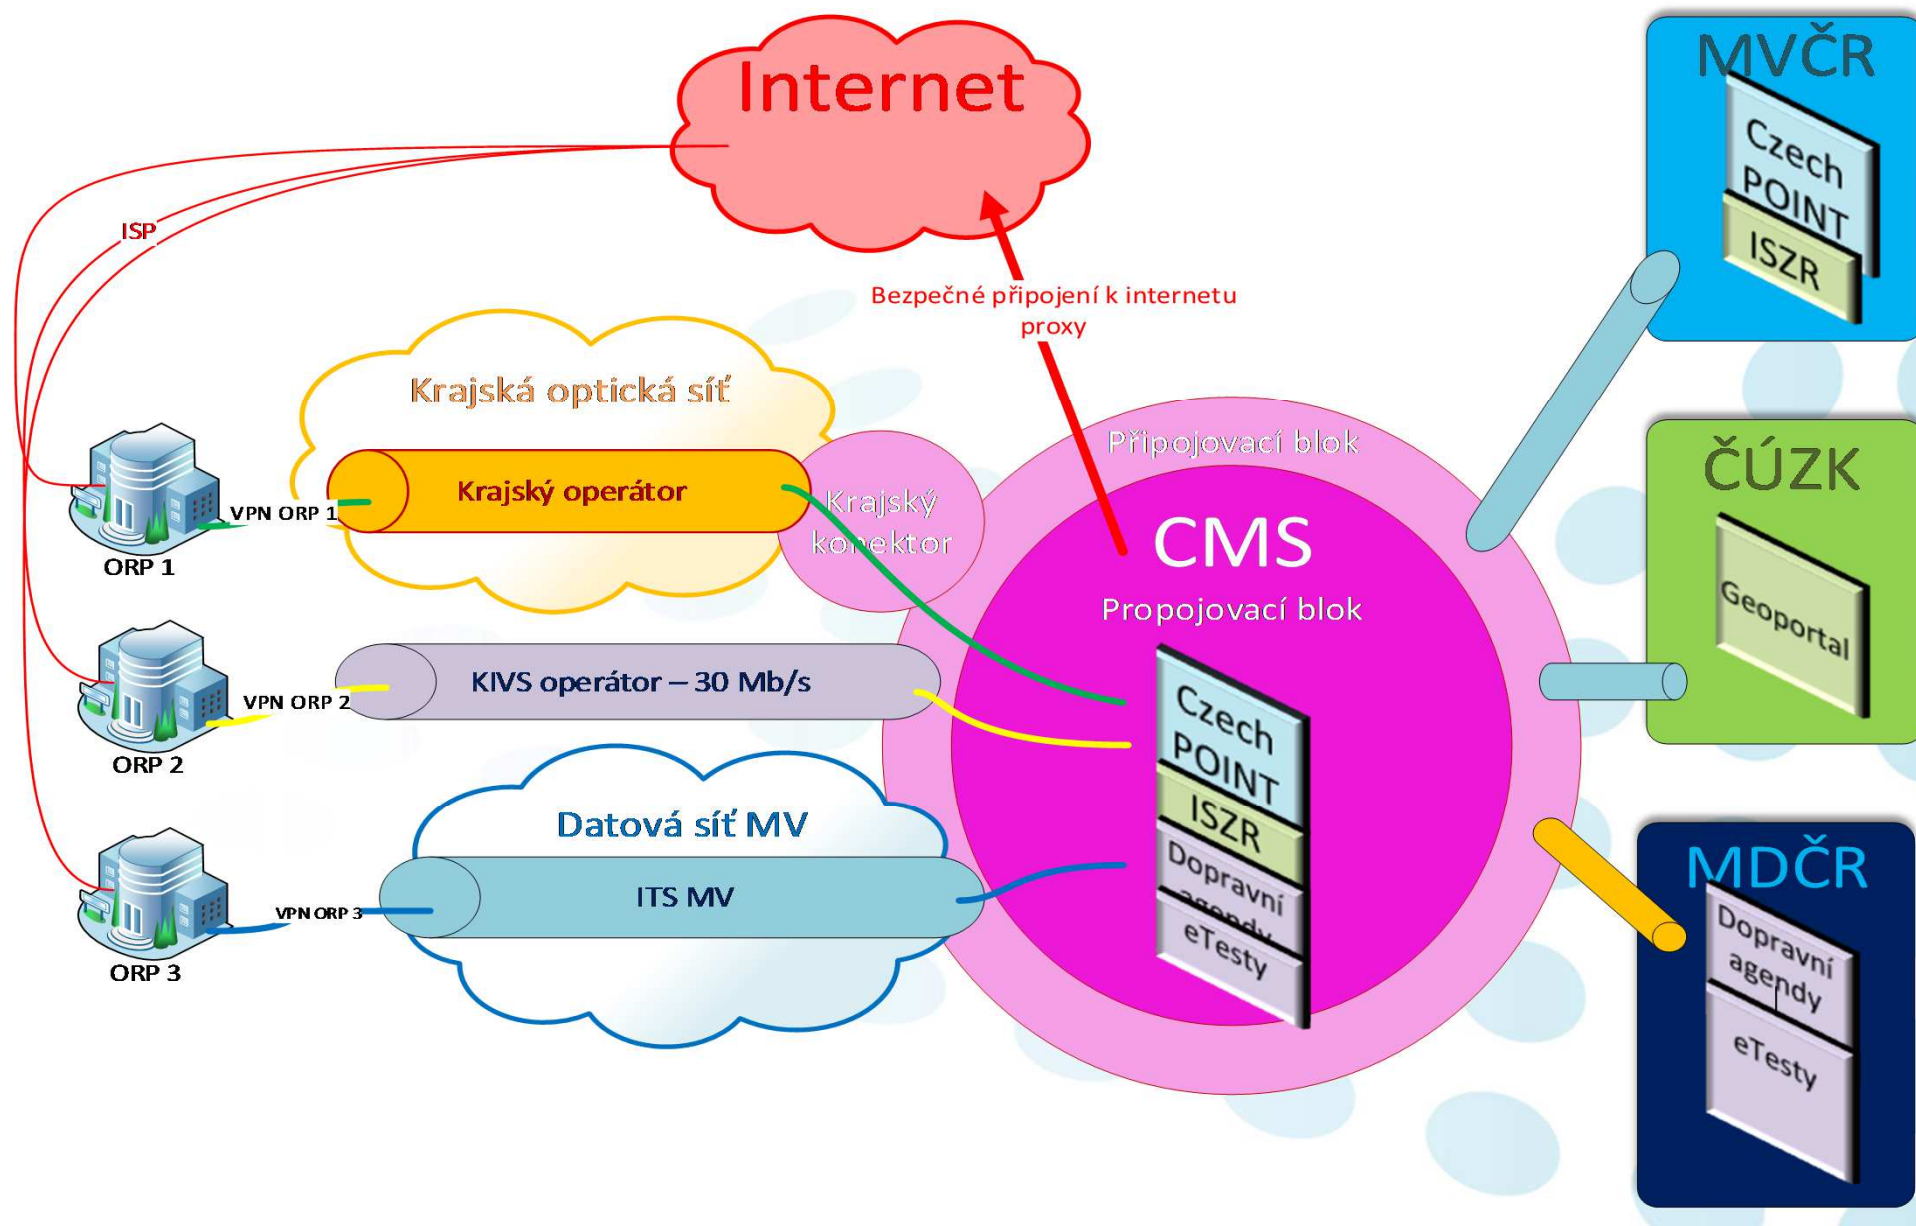 Internet
MVČR
Czech
POINT
ISZR
ISP
Bezpečné připojení k internetu
proxy
Krajská optická síť
Krajský operátor
Krajský
konektor
Připojovací blok
CMS
Propojovací blok
ČÚZK
Geoportal
VPN ORP 1
ORP 1
KIVS operátor – 30 Mb/s
VPN ORP 2
ORP 2
Czech
POINT
ISZR
Dopravní
agendy
eTesty
Datová síť MV
ITS MV
VPN ORP 3
ORP 3
MDČR
Dopravní
agendy
eTesty